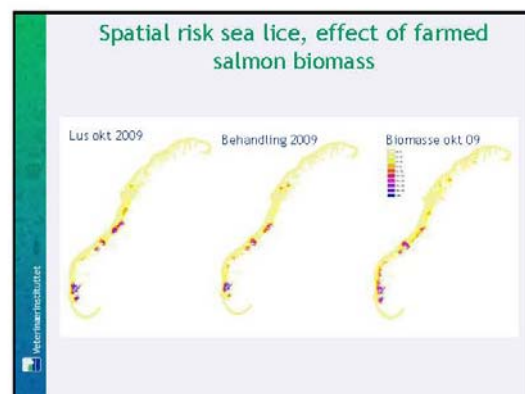 Spatial risk sea lice, effect of farmed
salmon biomass
Lus okt 2009
Behandling 2009
Biomasse okt 09
Veterinærinstituttet